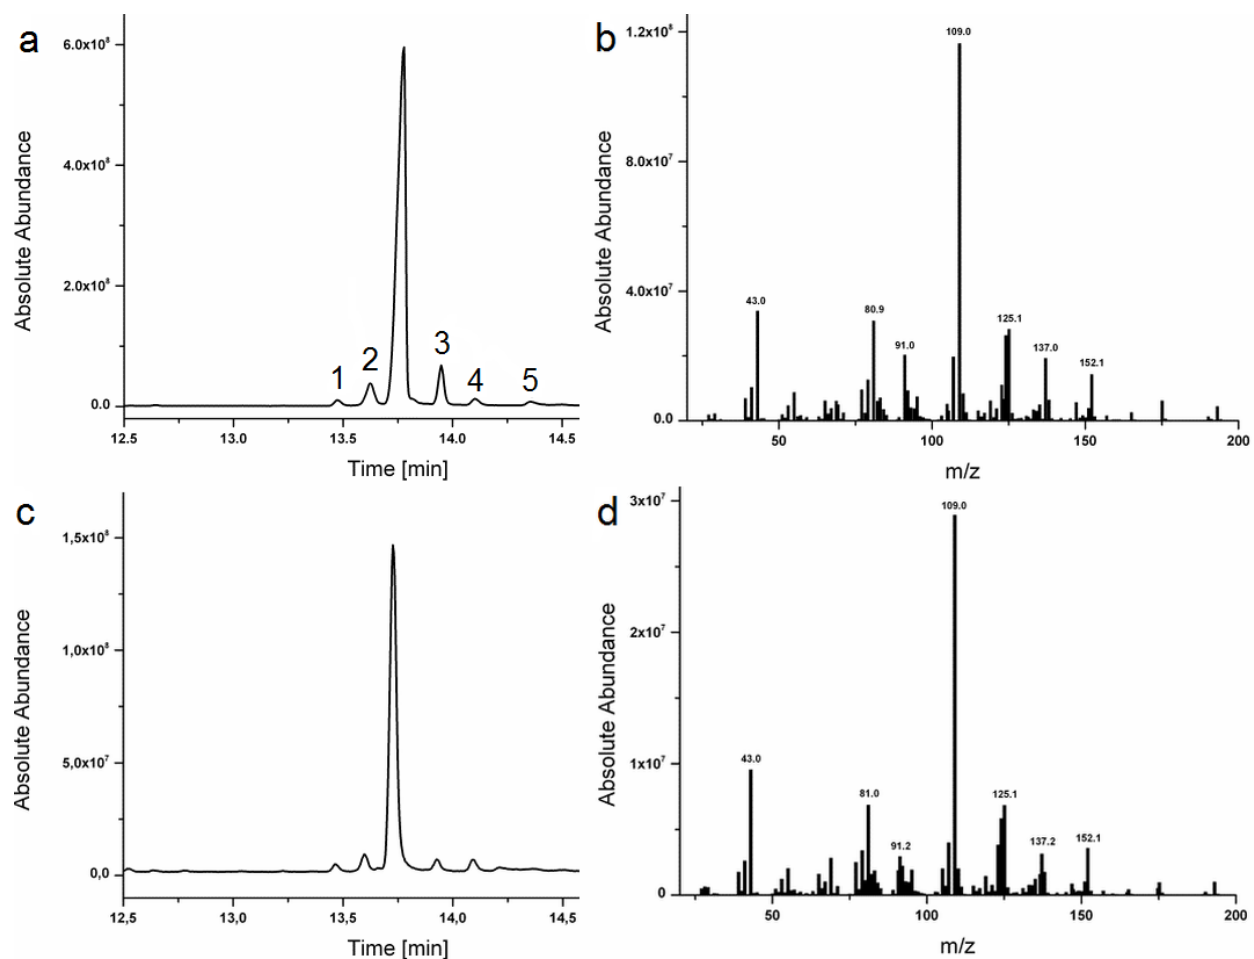 a
Absolute Abundance
6.0x10⁸
4.0x10⁸
2.0x10⁸
0.0
1 2 3 4 5
12.5 13.0 13.5 14.0 14.5
Time [min]
b
Absolute Abundance
1.2x10⁸
8.0x10⁷
4.0x10⁷
0.0
109.0
43.0
80.9
91.0
125.1
137.0
152.1
50 100 150 200
m/z
c
Absolute Abundance
1,5x10⁸
1,0x10⁸
5,0x10⁷
0,0
12,5 13,0 13,5 14,0 14,5
Time [min]
d
Absolute Abundance
3x10⁷
2x10⁷
1x10⁷
0
109.0
43.0
81.0
91.2
125.1
137.2
152.1
50 100 150 200
m/z